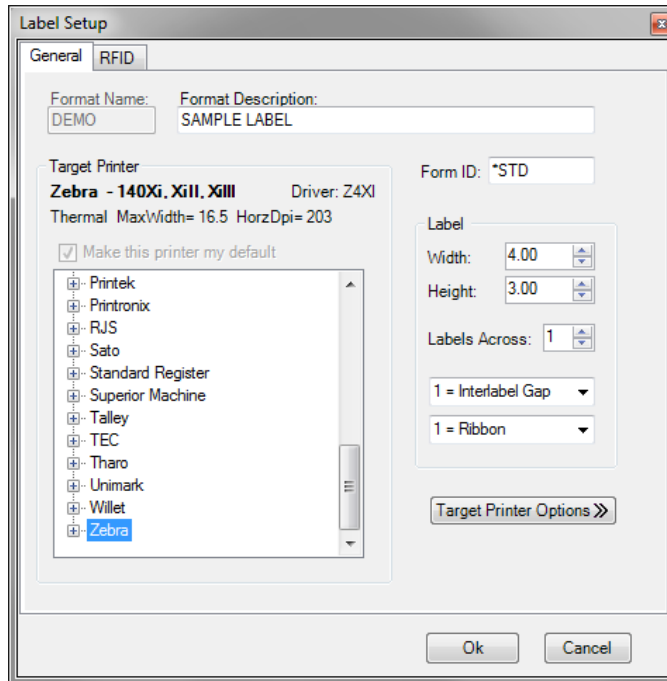 Label Setup
General RFID
Format Name: Format Description:
DEMO SAMPLE LABEL
Target Printer
Zebra - 140Xi, XiII, XiIII Driver: Z4XI
Thermal MaxWidth= 16.5 HorzDpi= 203
Make this printer my default
Printek
Printronix
RJS
Sato
Standard Register
Superior Machine
Talley
TEC
Tharo
Unimark
Willet
Zebra
Form ID: *STD
Label
Width: 4.00
Height: 3.00
Labels Across: 1
1 = Interlabel Gap
1 = Ribbon
Target Printer Options >>
Ok Cancel